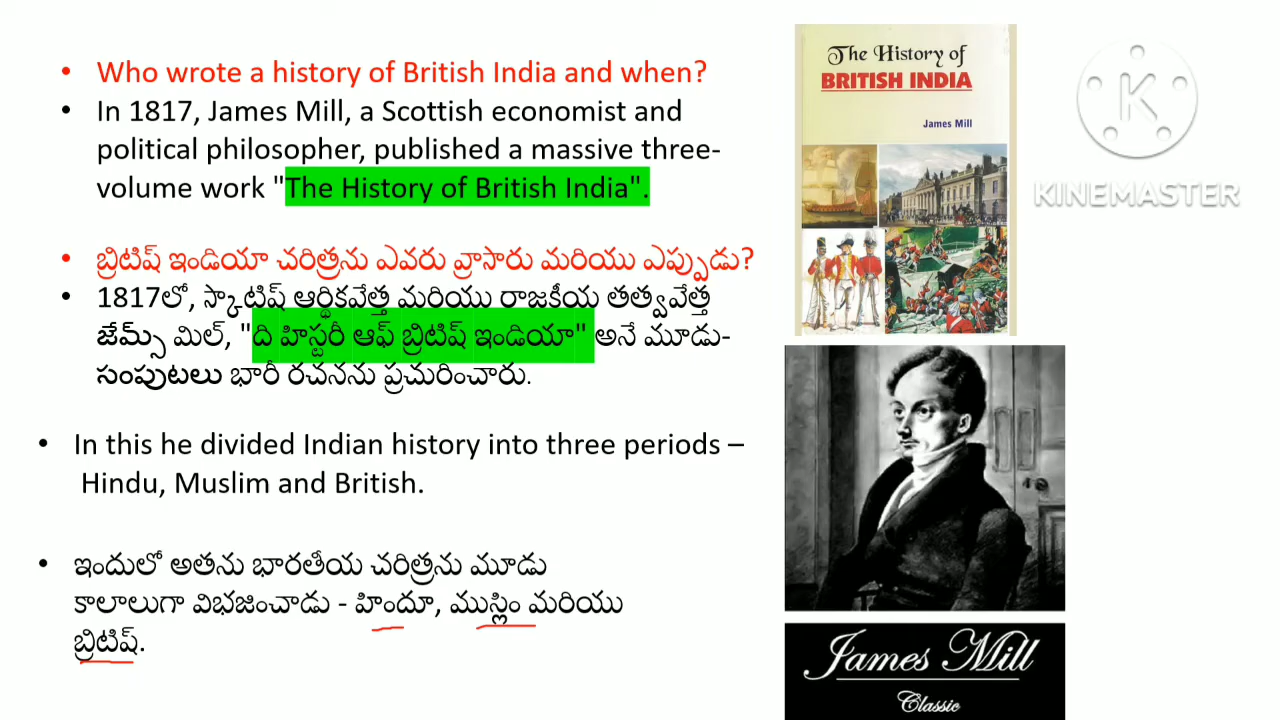 • Who wrote a history of British India and when?
• In 1817, James Mill, a Scottish economist and
political philosopher, published a massive three-
volume work "The History of British India".
• బ్రిటిష్ ఇండియా చరిత్రను ఎవరు వ్రాసారు మరియు ఎప్పుడు?
• 1817లో, స్కాటిష్ ఆర్థికవేత్త మరియు రాజకీయ తత్వవేత్త
జేమ్స్ మిల్, "ది హిస్టరీ ఆఫ్ బ్రిటిష్ ఇండియా" అనే మూడు-
సంపుటలు భారీ రచనను ప్రచురించారు.
• In this he divided Indian history into three periods –
Hindu, Muslim and British.
• ఇందులో అతను భారతీయ చరిత్రను మూడు
కాలాలుగా విభజించాడు - హిందూ, ముస్లిం మరియు
బ్రిటిష్.
The History of
BRITISH INDIA
James Mill
K
KINEMASTER
James Mill
Classic